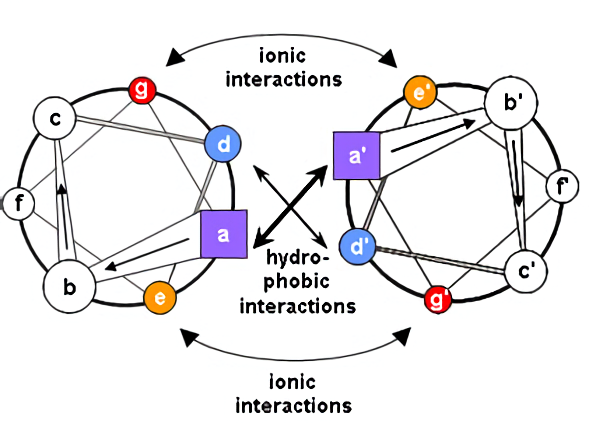 ionic
interactions
g
e'
b'
c
d
a'
f
f'
a
d'
hydro-
phobic
interactions
b
e
c'
g'
ionic
interactions